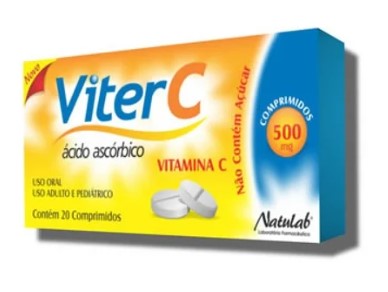 Novo
Viter C
ácido ascórbico
VITAMINA C
USO ORAL
USO ADULTO E PEDIÁTRICO
Contém 20 Comprimidos
Não Contém Açúcar
COMPRIMIDOS
500
mg
Natulab
Laboratório Farmacêutico